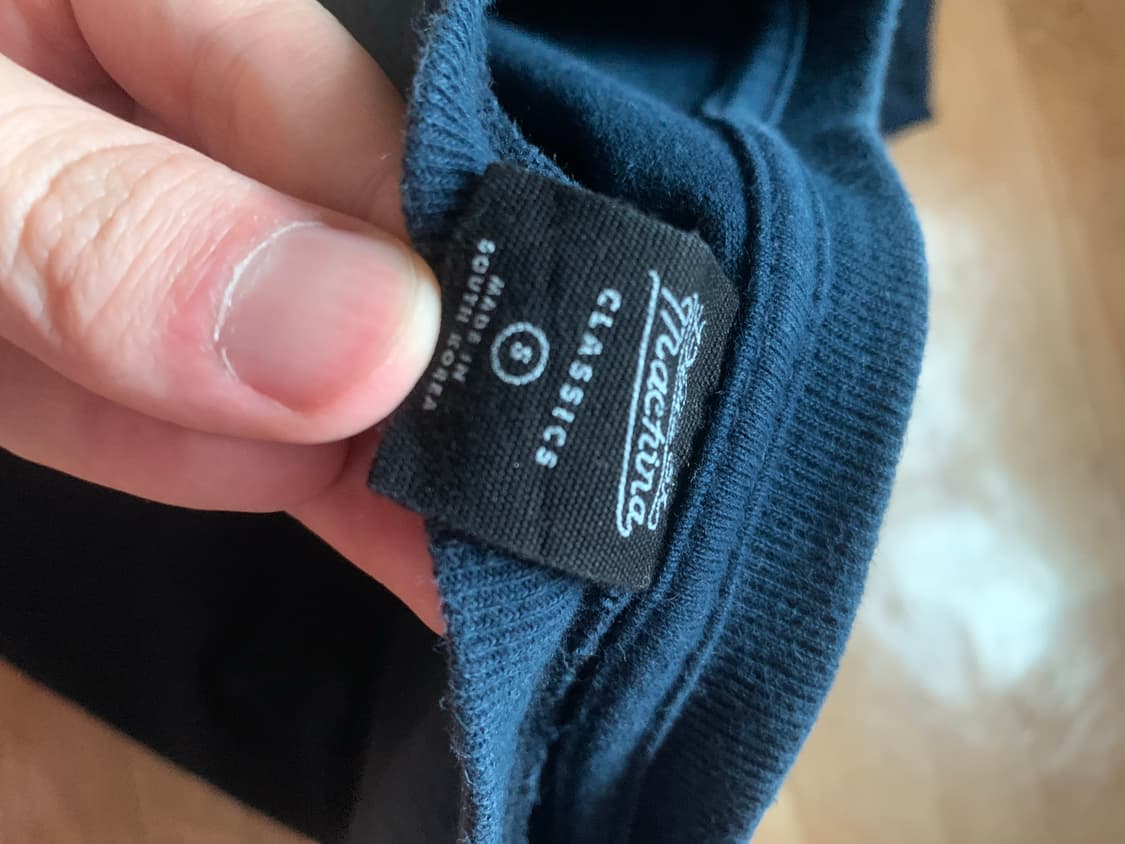 Machina
CLASSICS
S
MADE IN
SOUTH KOREA